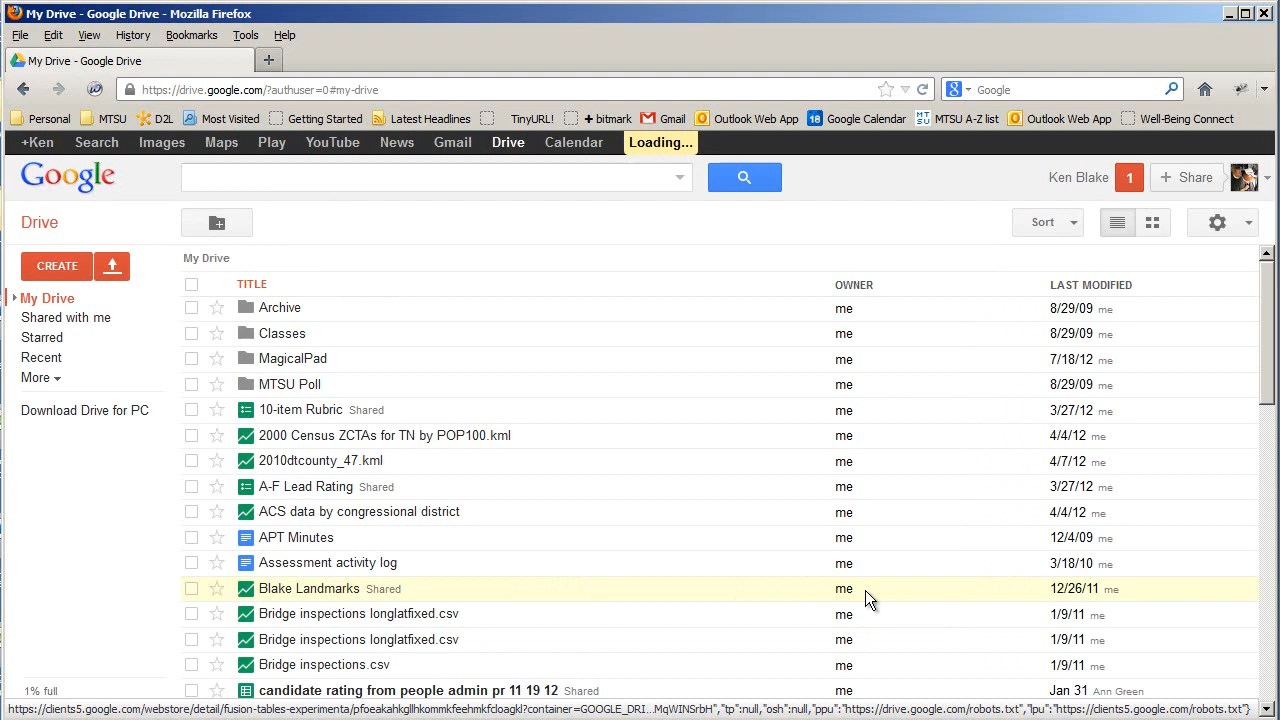 My Drive - Google Drive - Mozilla Firefox
File Edit View History Bookmarks Tools Help
My Drive - Google Drive
https://drive.google.com/?authuser=0#my-drive Google
Personal MTSU D2L Most Visited Getting Started Latest Headlines TinyURL! + bitmark Gmail Outlook Web App 18 Google Calendar MTSU MTSU A-Z list Outlook Web App Well-Being Connect
+Ken Search Images Maps Play YouTube News Gmail Drive Calendar Loading...
Google Ken Blake 1 + Share
Drive Sort
My Drive
CREATE
TITLE OWNER LAST MODIFIED
My Drive
Shared with me
Starred
Recent
More
Download Drive for PC
Archive me 8/29/09 me
Classes me 8/29/09 me
MagicalPad me 7/18/12 me
MTSU Poll me 8/29/09 me
10-item Rubric Shared me 3/27/12 me
2000 Census ZCTAs for TN by POP100.kml me 4/4/12 me
2010dtcounty_47.kml me 4/7/12 me
A-F Lead Rating Shared me 3/27/12 me
ACS data by congressional district me 4/4/12 me
APT Minutes me 12/4/09 me
Assessment activity log me 3/18/10 me
Blake Landmarks Shared me 12/26/11 me
Bridge inspections longlatfixed.csv me 1/9/11 me
Bridge inspections longlatfixed.csv me 1/9/11 me
Bridge inspections.csv me 1/9/11 me
candidate rating from people admin pr 11 19 12 Shared me Jan 31 Ann Green
1% full
https://clients5.google.com/webstore/detail/fusion-tables-experimenta/pfoeakahkgllhkommkfeehmkfcloagkl?container=GOOGLE_DRI...MqWINSrbH","tp":null,"osh":null,"ppu":"https://drive.google.com/robots.txt","lpu":"https://clients5.google.com/robots.txt"}